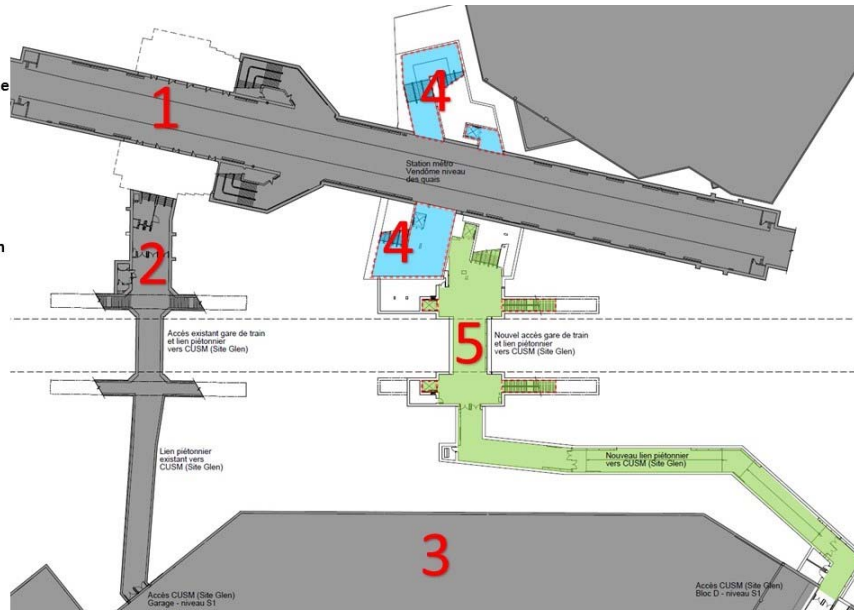 e
4
1
Station métro
Vendôme niveau
des quais
n
2
4
5
Accès existant gare de train
et lien piétonnier
vers CUSM (Site Glen)
Nouvel accès gare de train
et lien piétonnier
vers CUSM (Site Glen)
Lien piétonnier
existant vers
CUSM (Site Glen)
Nouveau lien piétonnier
vers CUSM (Site Glen)
3
Accès CUSM (Site Glen)
Garage - niveau S1
Accès CUSM (Site Glen)
Bloc D - niveau S1